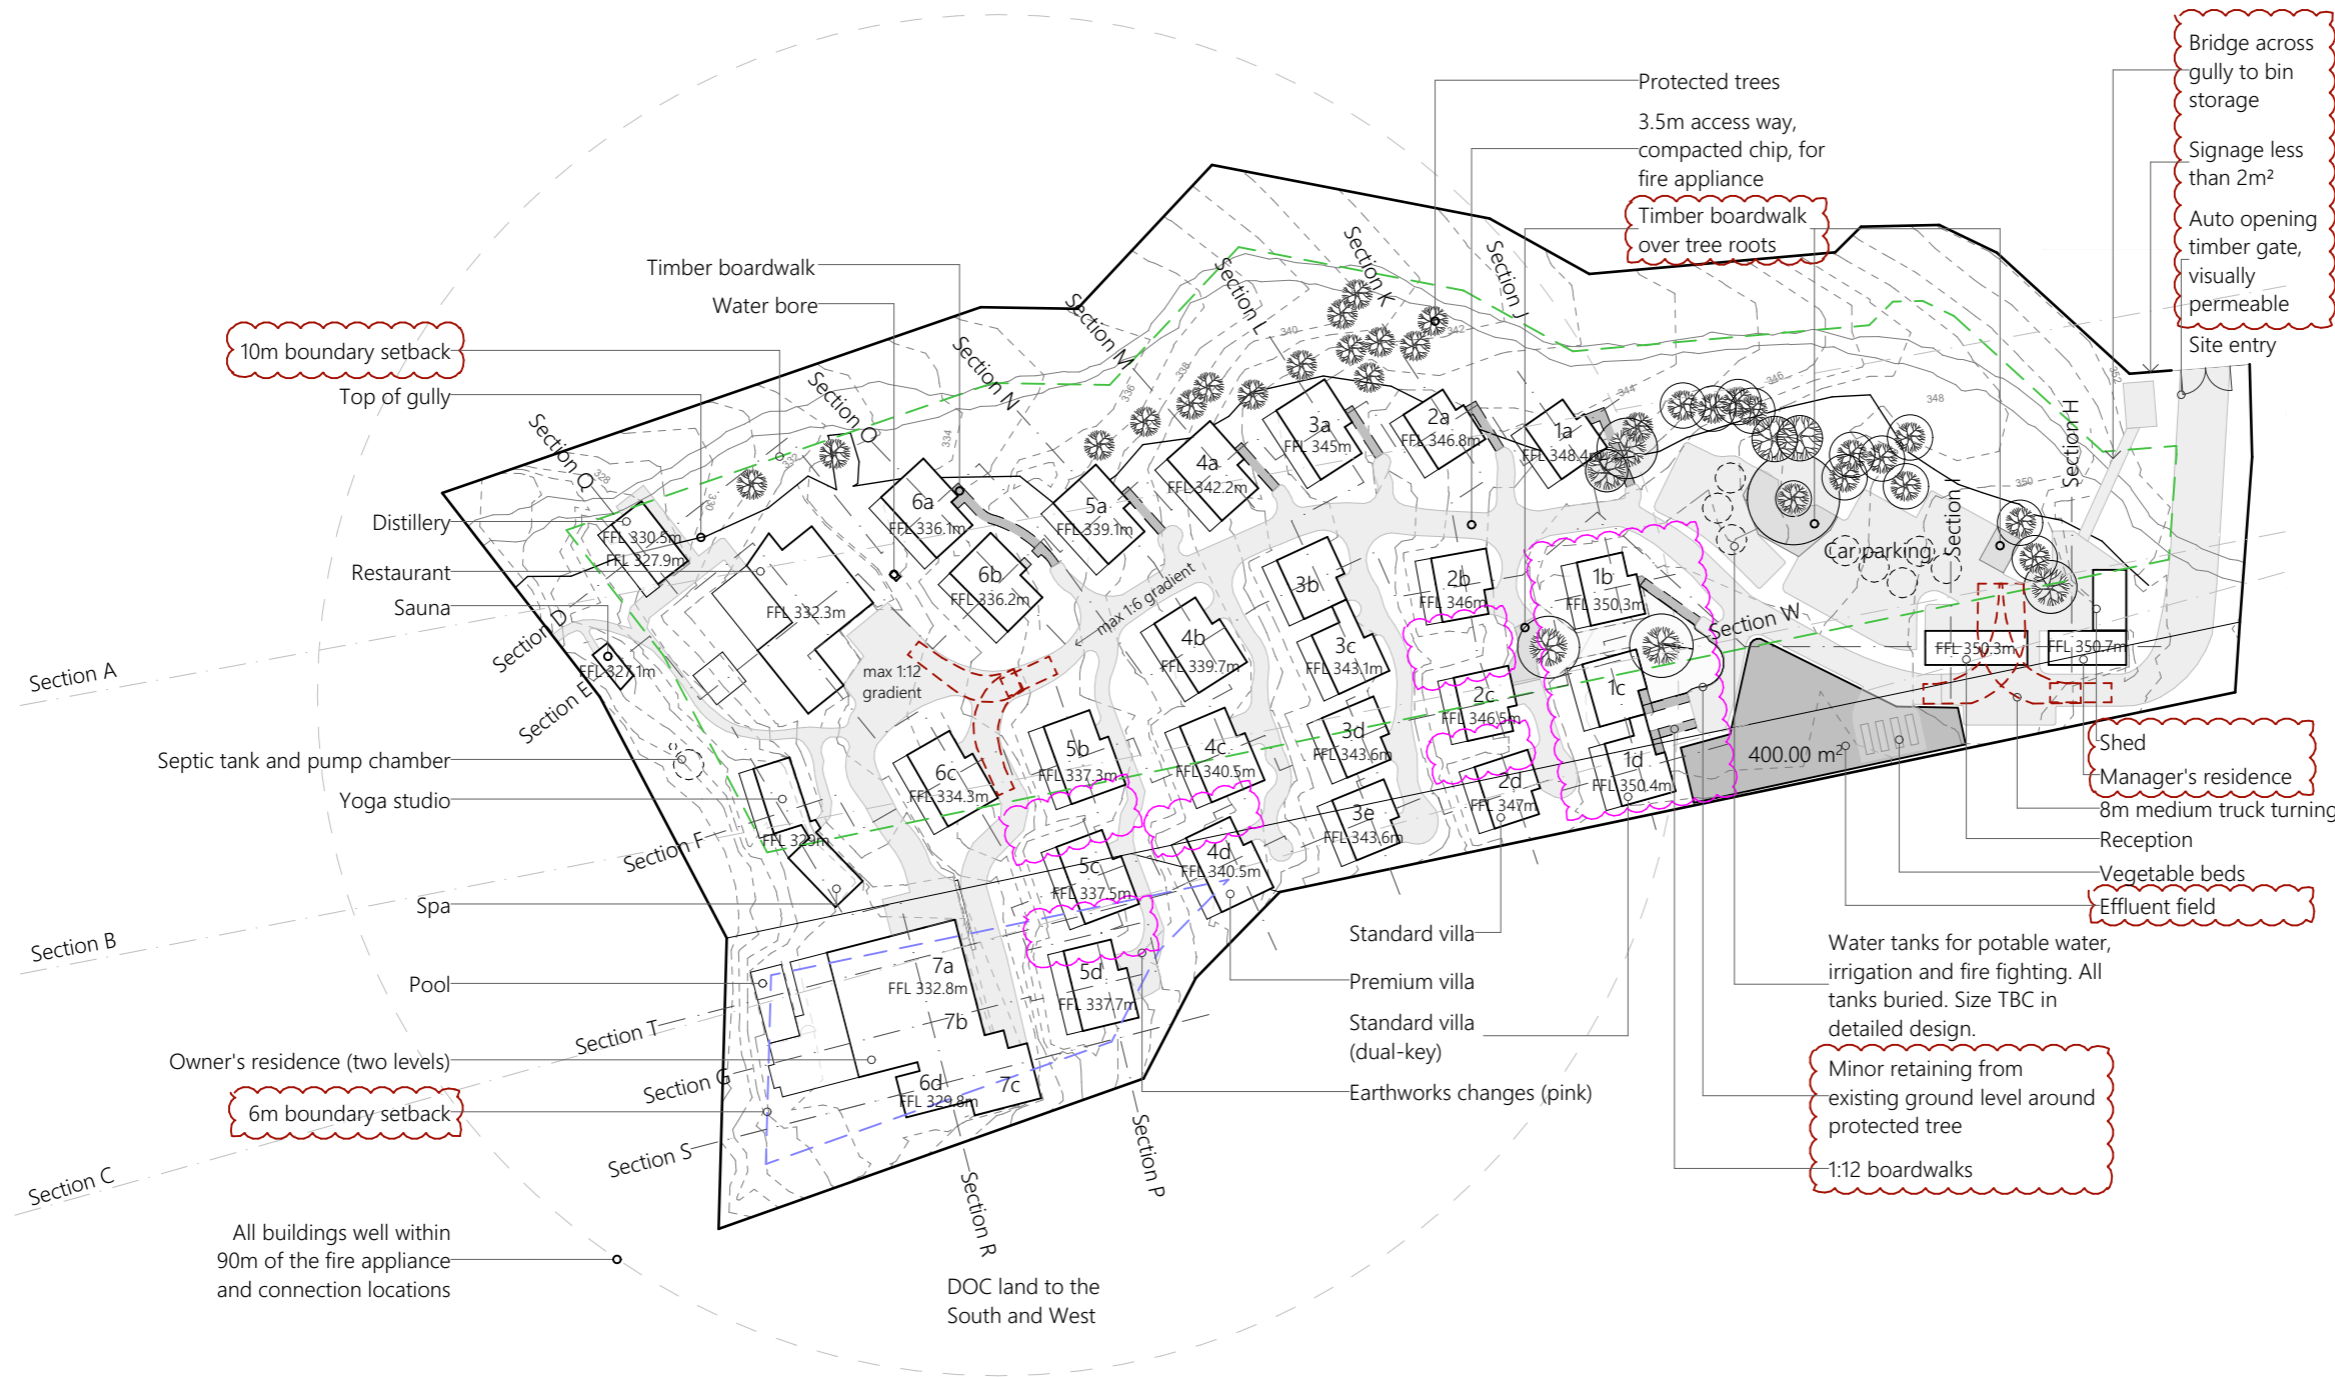 Bridge across
gully to bin
storage
Signage less
than 2m²
Auto opening
timber gate,
visually
permeable
Site entry
Protected trees
3.5m access way,
compacted chip, for
fire appliance
Timber boardwalk
over tree roots
Timber boardwalk
Water bore
10m boundary setback
Top of gully
Distillery
Restaurant
Sauna
Septic tank and pump chamber
Yoga studio
Spa
Pool
Owner's residence (two levels)
6m boundary setback
All buildings well within
90m of the fire appliance
and connection locations
DOC land to the
South and West
Section A
Section B
Section C
Section D
Section E
Section F
Section T
Section G
Section S
Section R
Section P
Section Q
Section O
Section N
Section M
Section L
Section K
Section J
Section I
Section H
Section W
328
330
332
334
336
338
340
342
344
346
348
350
352
FFL 330.5m
FFL 327.9m
FFL 332.3m
FFL 327.1m
FFL 329m
6a
FFL 336.1m
6b
FFL 336.2m
5a
FFL 339.1m
4a
FFL 342.2m
3a
FFL 345m
2a
FFL 346.8m
1a
FFL 348.4m
3b
2b
FFL 346m
1b
FFL 350.3m
4b
FFL 339.7m
3c
FFL 343.1m
2c
FFL 346.5m
1c
6c
FFL 334.3m
5b
FFL 337.3m
4c
FFL 340.5m
3d
FFL 343.6m
2d
FFL 347m
1d
FFL 350.4m
5c
FFL 337.5m
4d
FFL 340.5m
3e
FFL 343.6m
5d
FFL 337.7m
7a
FFL 332.8m
7b
7c
6d
FFL 329.8m
max 1:12
gradient
max 1:6 gradient
Car parking
FFL 350.3m
FFL 350.7m
400.00 m²
Shed
Manager's residence
8m medium truck turning
Reception
Vegetable beds
Effluent field
Water tanks for potable water,
irrigation and fire fighting. All
tanks buried. Size TBC in
detailed design.
Minor retaining from
existing ground level around
protected tree
1:12 boardwalks
Standard villa
Premium villa
Standard villa
(dual-key)
Earthworks changes (pink)